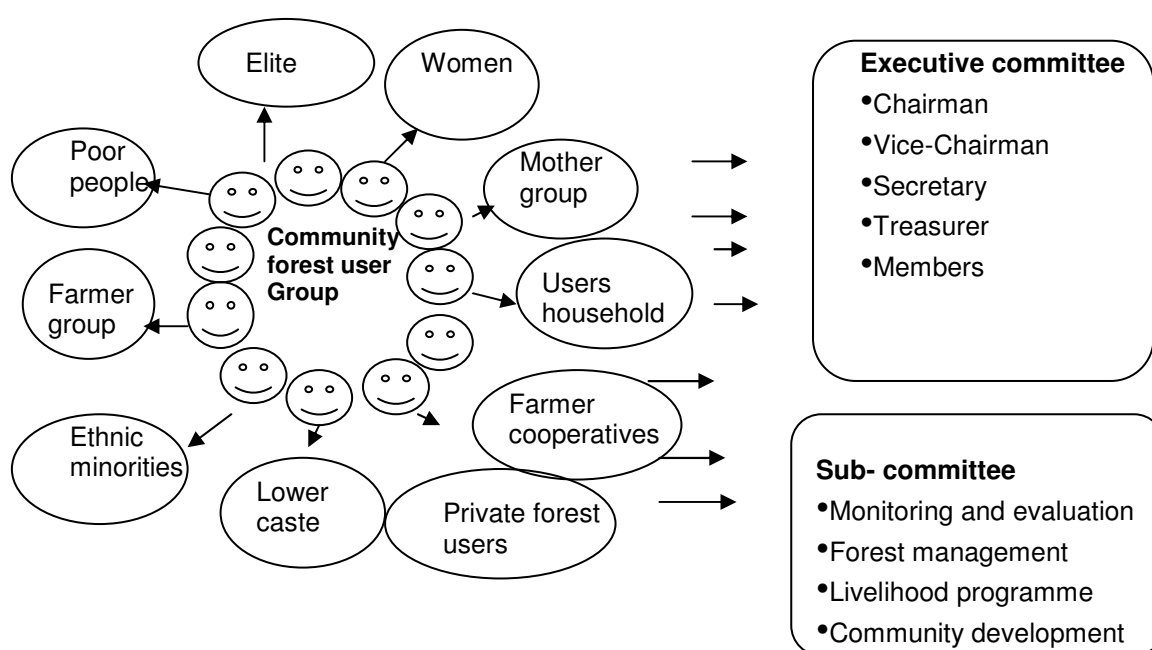 Elite
Women
Poor
people
Mother
group
Community
forest user
Group
Farmer
group
Users
household
Ethnic
minorities
Lower
caste
Farmer
cooperatives
Private forest
users
Executive committee
•Chairman
•Vice-Chairman
•Secretary
•Treasurer
•Members
Sub- committee
•Monitoring and evaluation
•Forest management
•Livelihood programme
•Community development